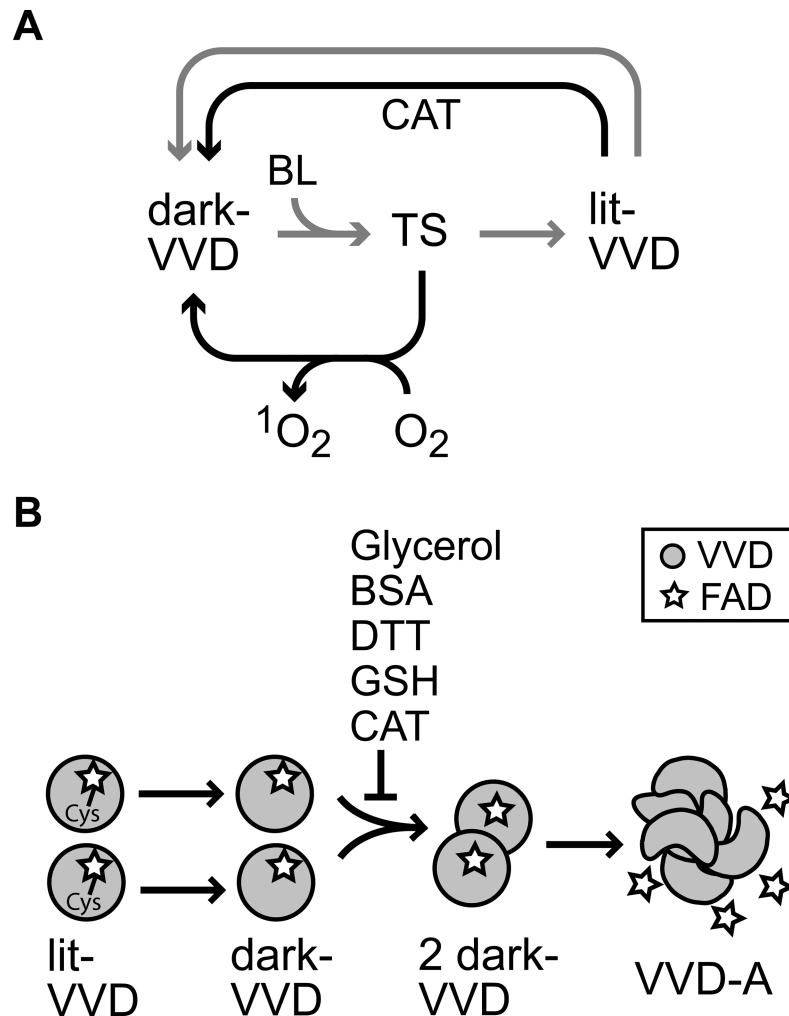 A
CAT
BL
dark-
VVD
TS
lit-
VVD
¹O₂
O₂
B
Glycerol
BSA
DTT
GSH
CAT
VVD
FAD
Cys
Cys
lit-
VVD
dark-
VVD
2 dark-
VVD
VVD-A